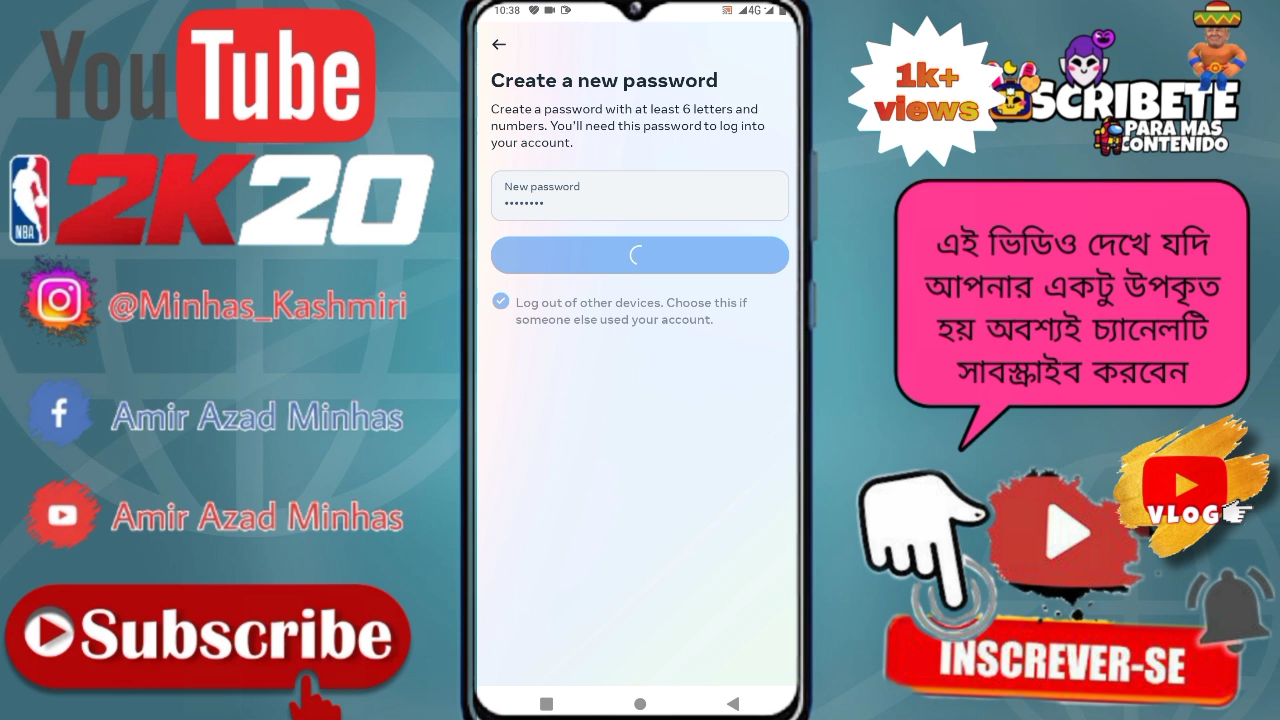 YouTube
NBA
2K20
@Minhas_Kashmiri
Amir Azad Minhas
Amir Azad Minhas
Subscribe
10:38
4G
Create a new password
Create a password with at least 6 letters and
numbers. You'll need this password to log into
your account.
New password
••••••••
Log out of other devices. Choose this if
someone else used your account.
1k+
views
SCRIBETE
PARA MAS
CONTENIDO
এই ভিডিও দেখে যদি
আপনার একটু উপকৃত
হয় অবশ্যই চ্যানেলটি
সাবস্ক্রাইব করবেন
VLOG
INSCREVER-SE